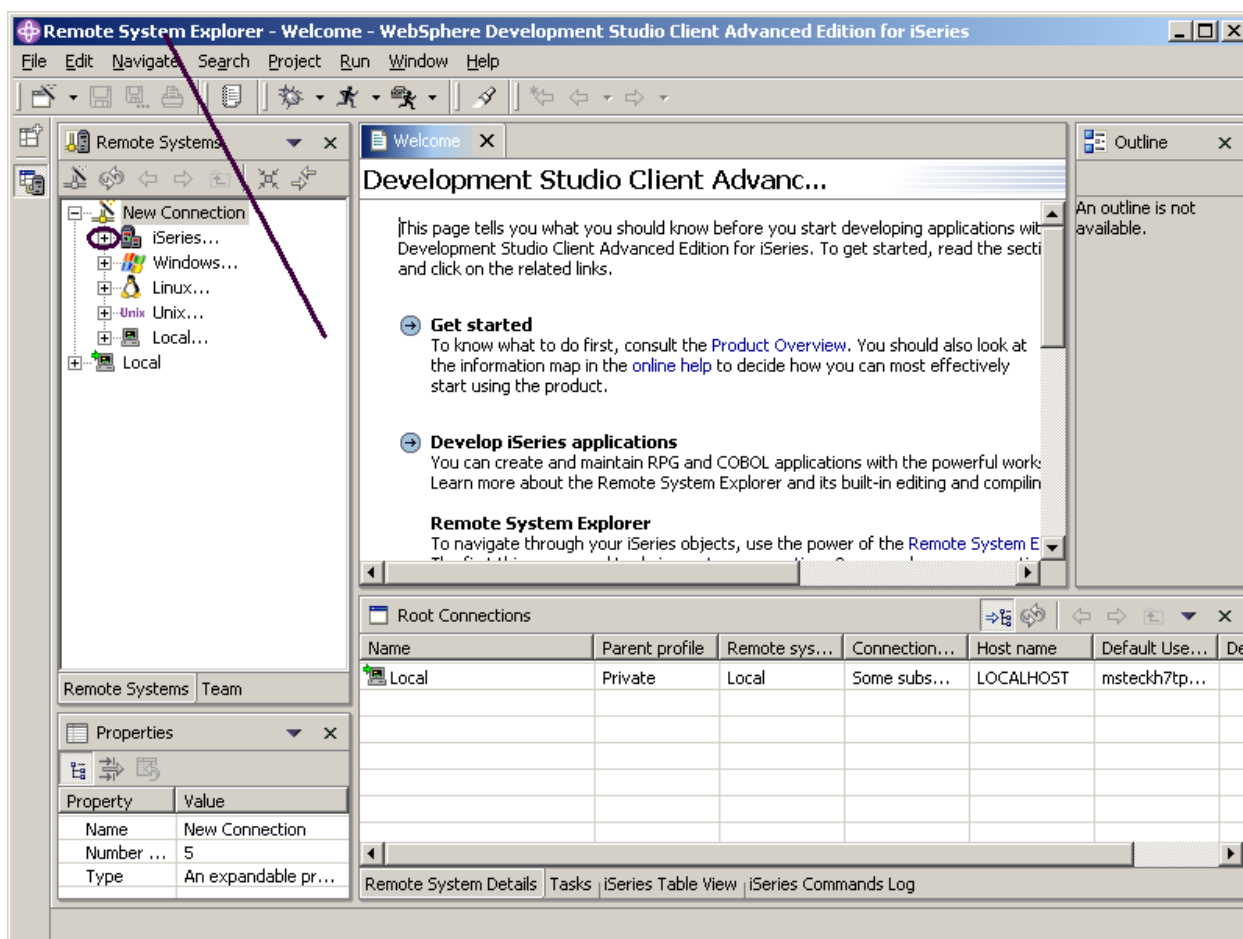 Remote System Explorer - Welcome - WebSphere Development Studio Client Advanced Edition for iSeries
File Edit Navigate Search Project Run Window Help
Remote Systems
Welcome
Outline
Development Studio Client Advanc...
New Connection
iSeries...
Windows...
Linux...
Unix Unix...
Local...
Local
This page tells you what you should know before you start developing applications wit
Development Studio Client Advanced Edition for iSeries. To get started, read the secti
and click on the related links.
Get started
To know what to do first, consult the Product Overview. You should also look at
the information map in the online help to decide how you can most effectively
start using the product.
Develop iSeries applications
You can create and maintain RPG and COBOL applications with the powerful work
Learn more about the Remote System Explorer and its built-in editing and compilin
Remote System Explorer
To navigate through your iSeries objects, use the power of the Remote System E
An outline is not
available.
Remote Systems Team
Properties
Property Value
Name New Connection
Number ... 5
Type An expandable pr...
Root Connections
Name Parent profile Remote sys... Connection... Host name Default Use... De
Local Private Local Some subs... LOCALHOST msteckh7tp...
Remote System Details Tasks iSeries Table View iSeries Commands Log